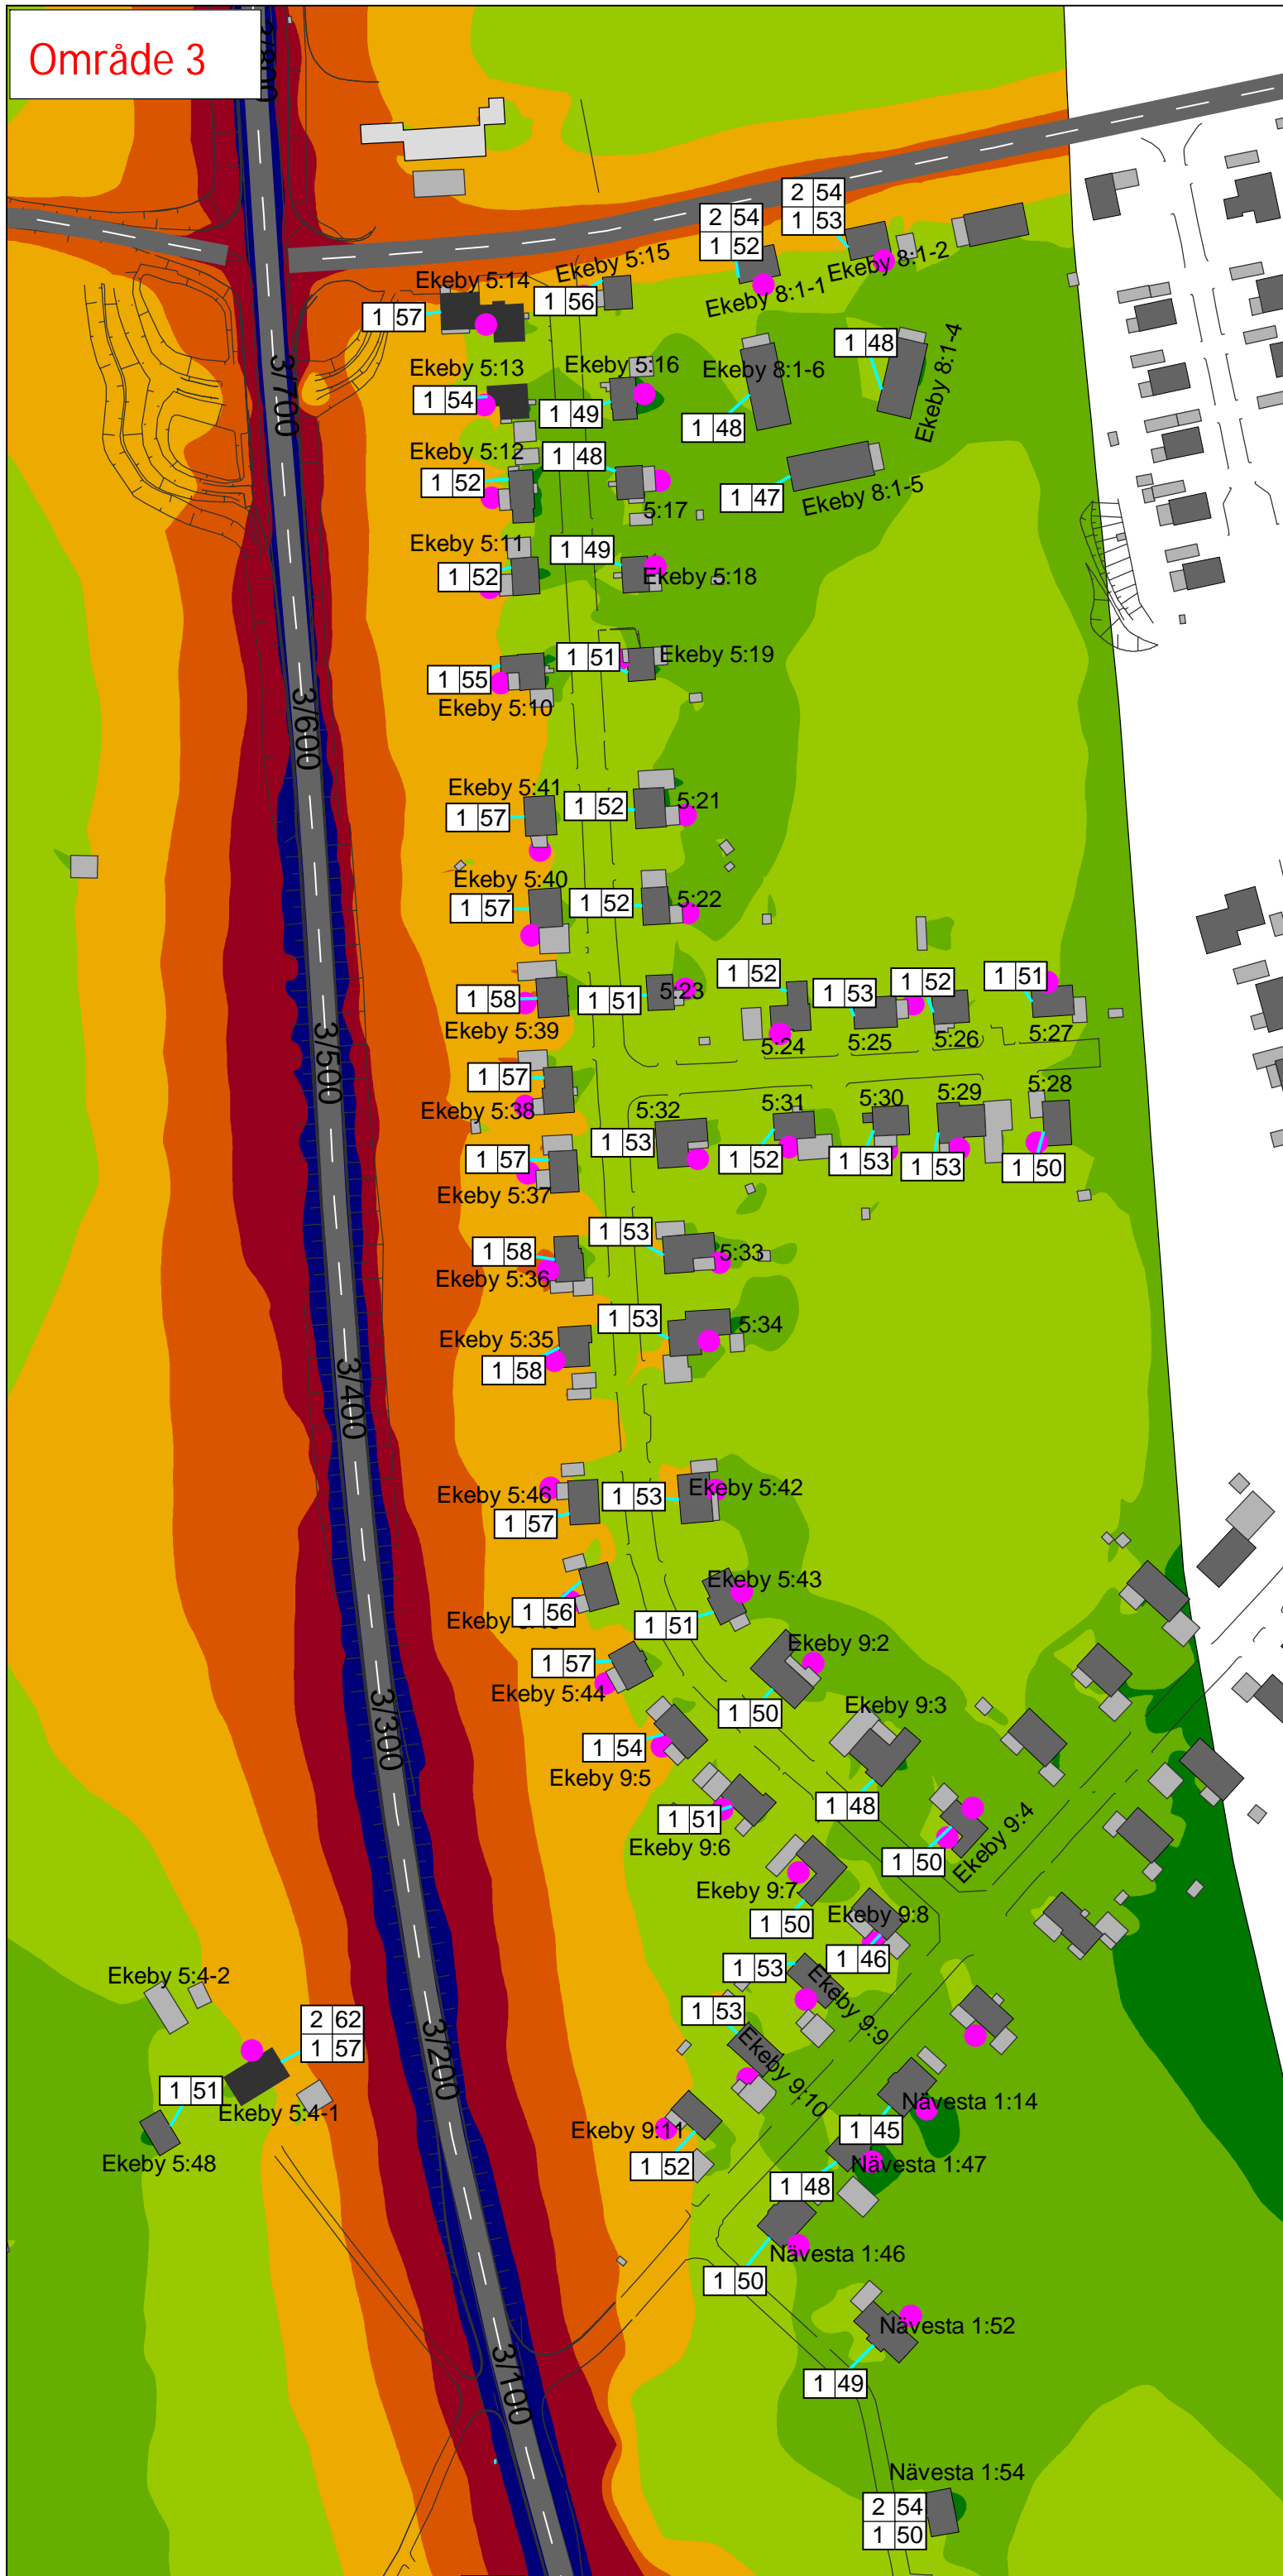 Område 3
3/800
2 54
1 53
2 54
1 52
Ekeby 8:1-2
Ekeby 5:15
Ekeby 5:14
Ekeby 8:1-1
1 56
1 57
3/700
1 48
Ekeby 8:1-4
Ekeby 5:13
Ekeby 5:16
Ekeby 8:1-6
1 54
1 49
1 48
Ekeby 5:12
1 48
1 52
1 47
Ekeby 8:1-5
5:17
Ekeby 5:11
1 49
1 52
Ekeby 5:18
1 51
Ekeby 5:19
1 55
Ekeby 5:10
3/600
Ekeby 5:41
1 52
5:21
1 57
Ekeby 5:40
1 52
5:22
1 57
1 52
1 53
1 52
1 51
1 58
1 51
5:23
Ekeby 5:39
5:24
5:25
5:26
5:27
3/500
1 57
Ekeby 5:38
5:32
5:31
5:30
5:29
5:28
1 53
1 57
1 52
1 53
1 53
1 50
Ekeby 5:37
1 53
1 58
5:33
Ekeby 5:36
1 53
5:34
Ekeby 5:35
1 58
3/400
Ekeby 5:46
1 53
Ekeby 5:42
1 57
Ekeby 5:43
1 56
Ekeby
1 51
Ekeby 9:2
1 57
Ekeby 5:44
3/300
1 50
Ekeby 9:3
1 54
Ekeby 9:5
1 48
1 51
Ekeby 9:6
Ekeby 9:4
1 50
Ekeby 9:7
1 50
Ekeby 9:8
1 46
1 53
Ekeby 9:9
Ekeby 5:4-2
1 53
2 62
1 57
3/200
Ekeby 9:10
1 51
Ekeby 5:4-1
Nävesta 1:14
Ekeby 9:11
1 45
Ekeby 5:48
1 52
Nävesta 1:47
1 48
Nävesta 1:46
1 50
Nävesta 1:52
3/100
1 49
Nävesta 1:54
2 54
1 50